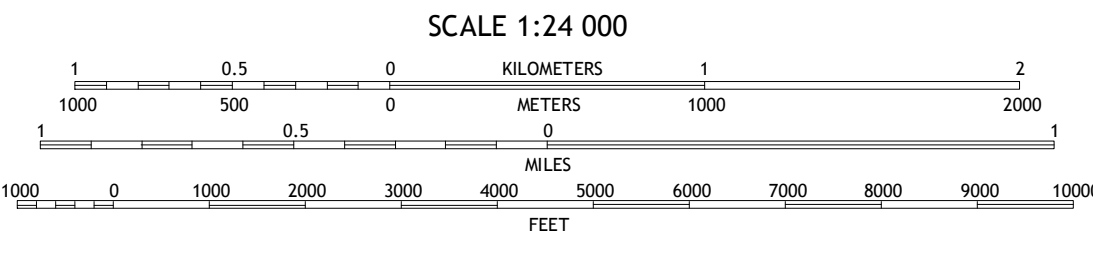 SCALE 1:24 000
1 0.5 0 KILOMETERS 1 2
1000 500 0 METERS 1000 2000
1 0.5 0 1
MILES
1000 0 1000 2000 3000 4000 5000 6000 7000 8000 9000 10000
FEET